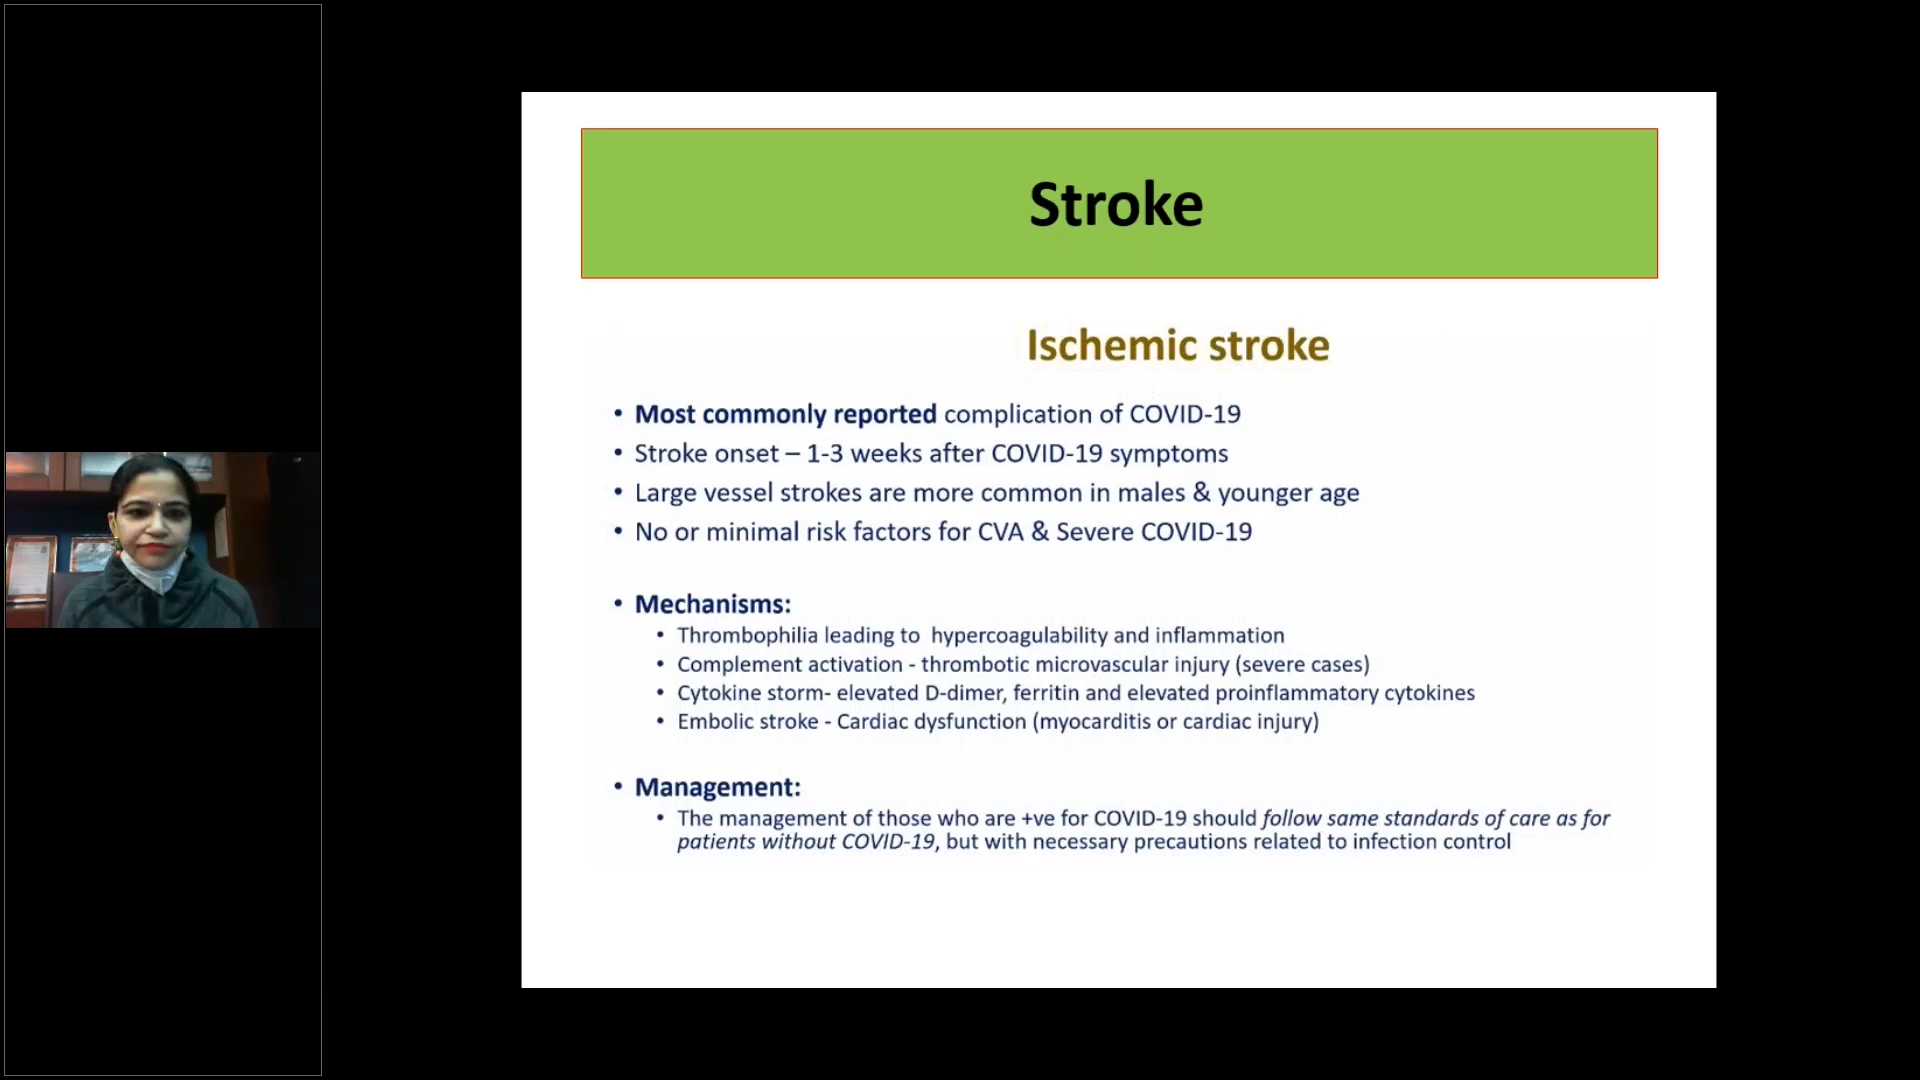 Stroke
Ischemic stroke
• Most commonly reported complication of COVID-19
• Stroke onset – 1-3 weeks after COVID-19 symptoms
• Large vessel strokes are more common in males & younger age
• No or minimal risk factors for CVA & Severe COVID-19
• Mechanisms:
• Thrombophilia leading to hypercoagulability and inflammation
• Complement activation - thrombotic microvascular injury (severe cases)
• Cytokine storm- elevated D-dimer, ferritin and elevated proinflammatory cytokines
• Embolic stroke - Cardiac dysfunction (myocarditis or cardiac injury)
• Management:
• The management of those who are +ve for COVID-19 should follow same standards of care as for
patients without COVID-19, but with necessary precautions related to infection control